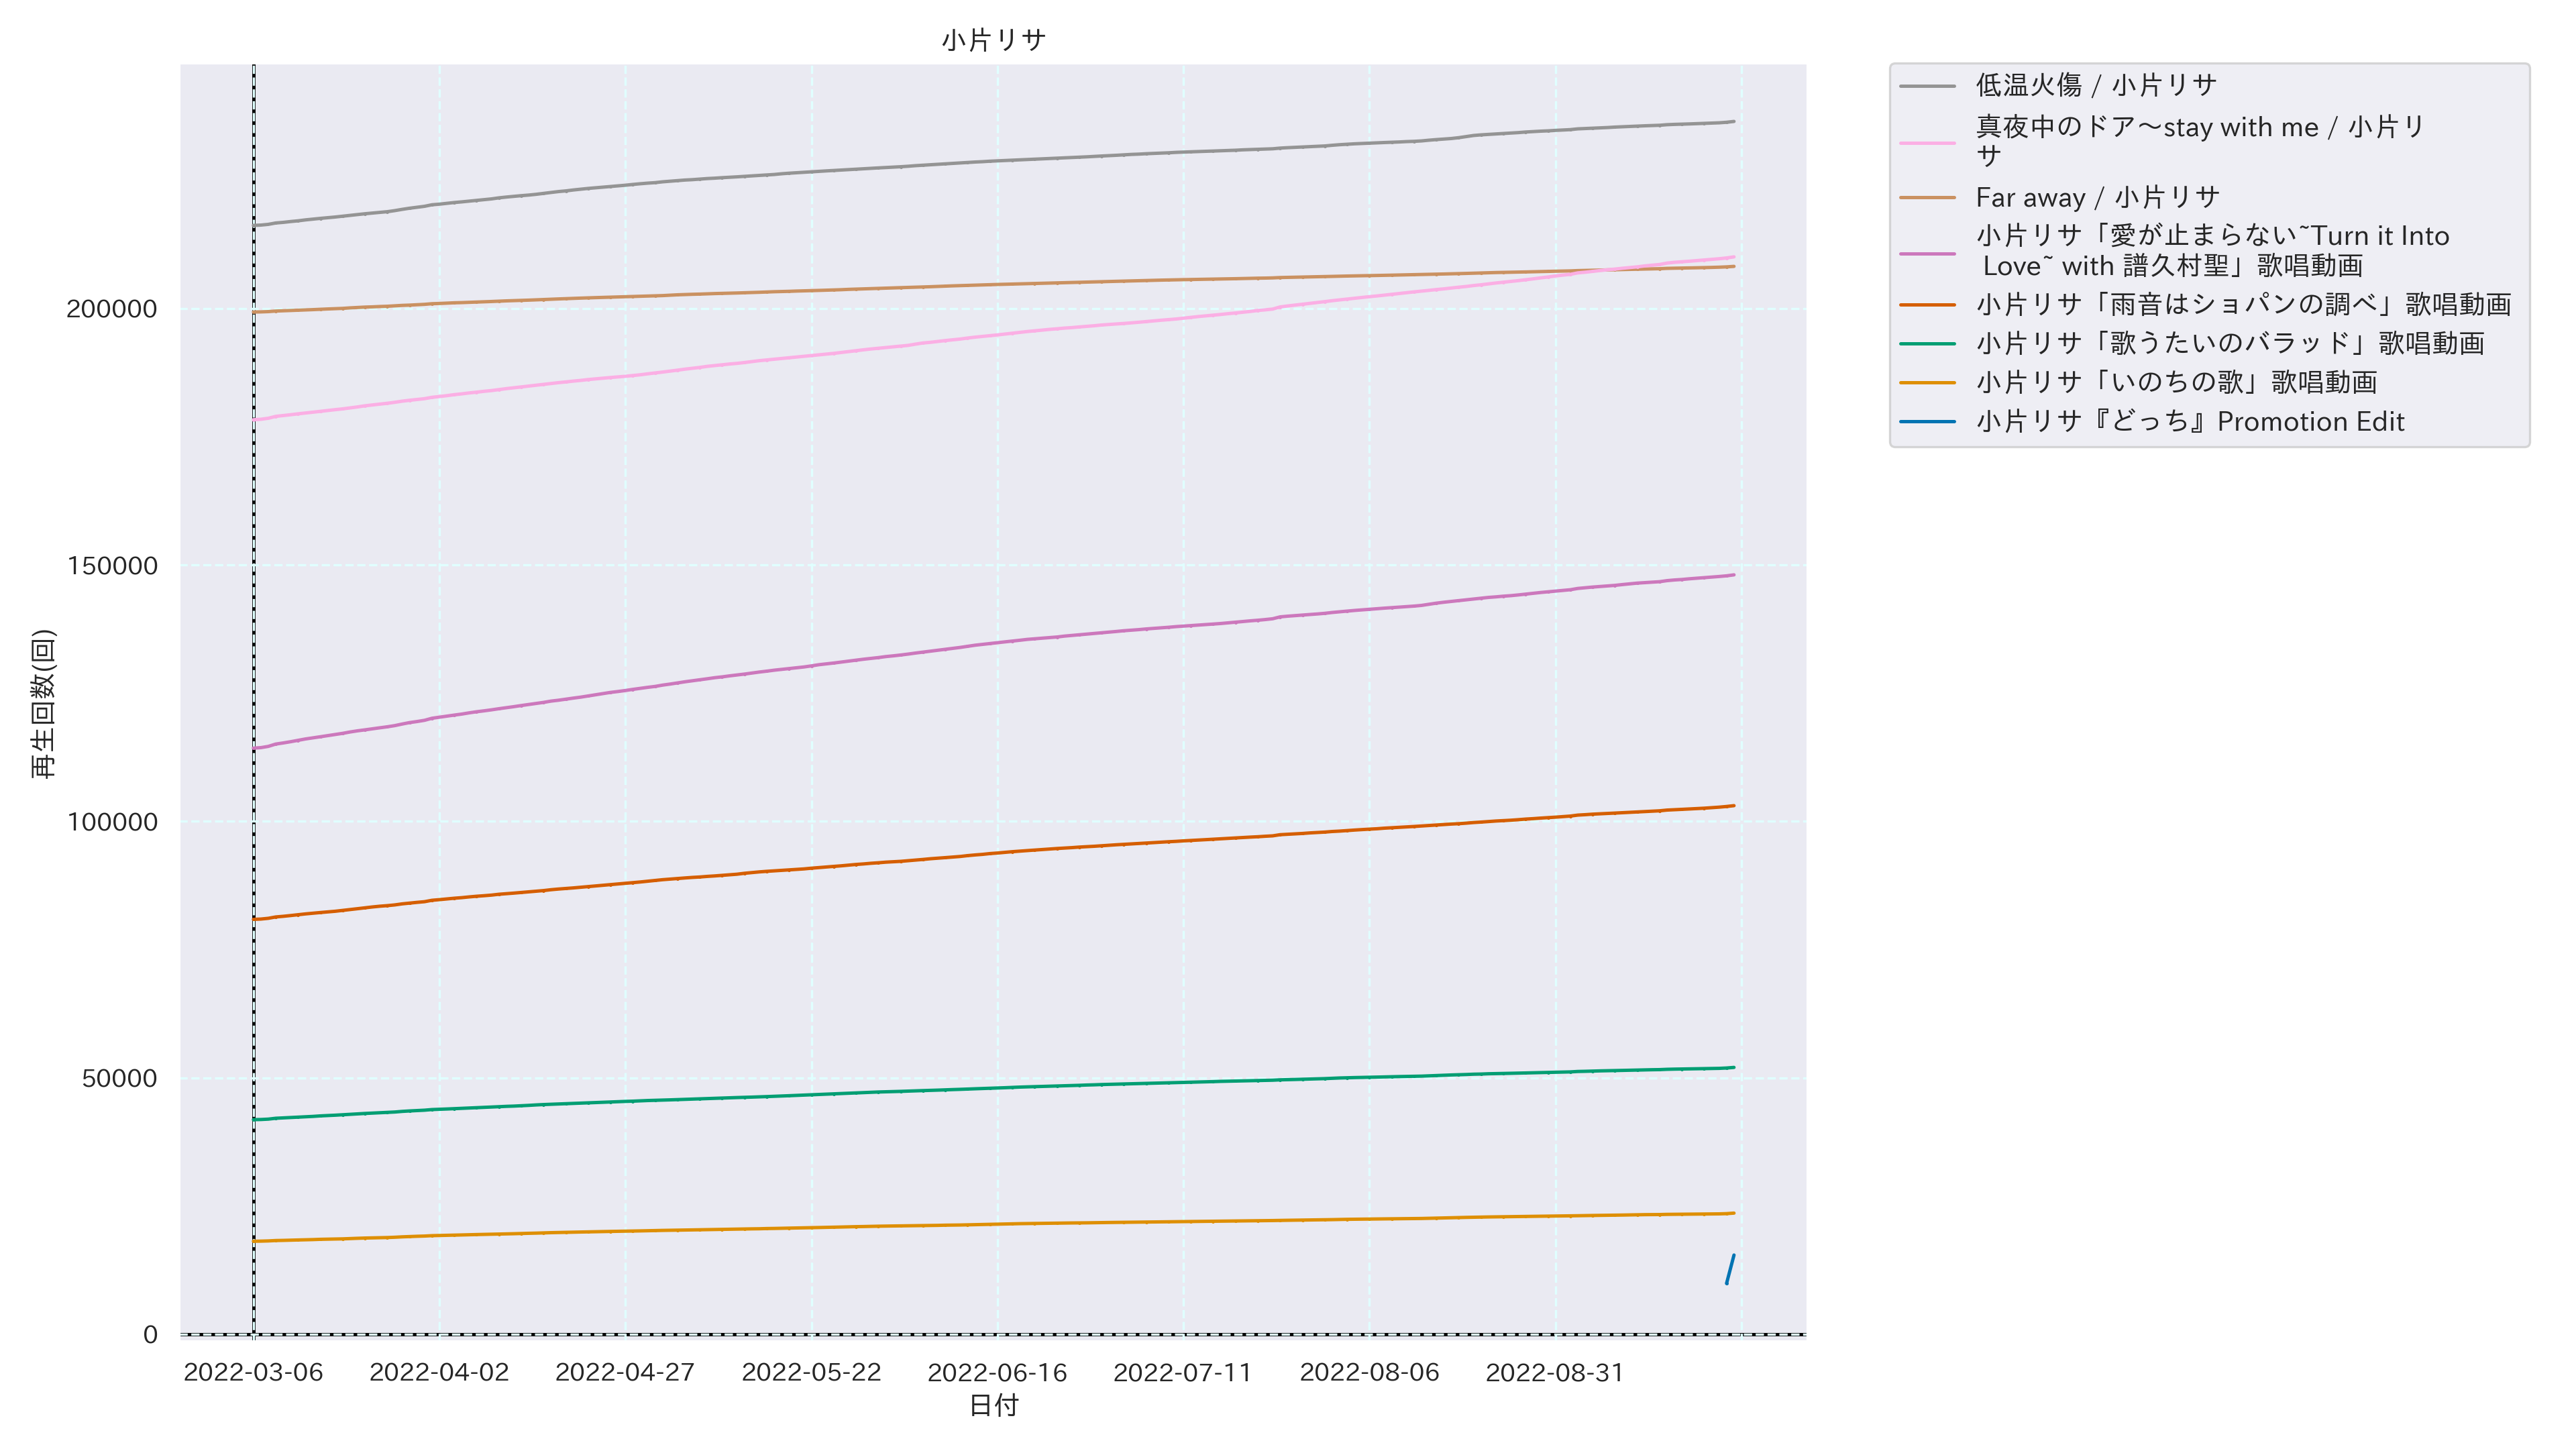 小片リサ
低温火傷 / 小片リサ
真夜中のドア〜stay with me / 小片リ
サ
Far away / 小片リサ
小片リサ「愛が止まらない~Turn it Into
Love~ with 譜久村聖」歌唱動画
小片リサ「雨音はショパンの調べ」歌唱動画
小片リサ「歌うたいのバラッド」歌唱動画
小片リサ「いのちの歌」歌唱動画
小片リサ『どっち』Promotion Edit
再生回数(回)
200000
150000
100000
50000
0
2022-03-06 2022-04-02 2022-04-27 2022-05-22 2022-06-16 2022-07-11 2022-08-06 2022-08-31
日付